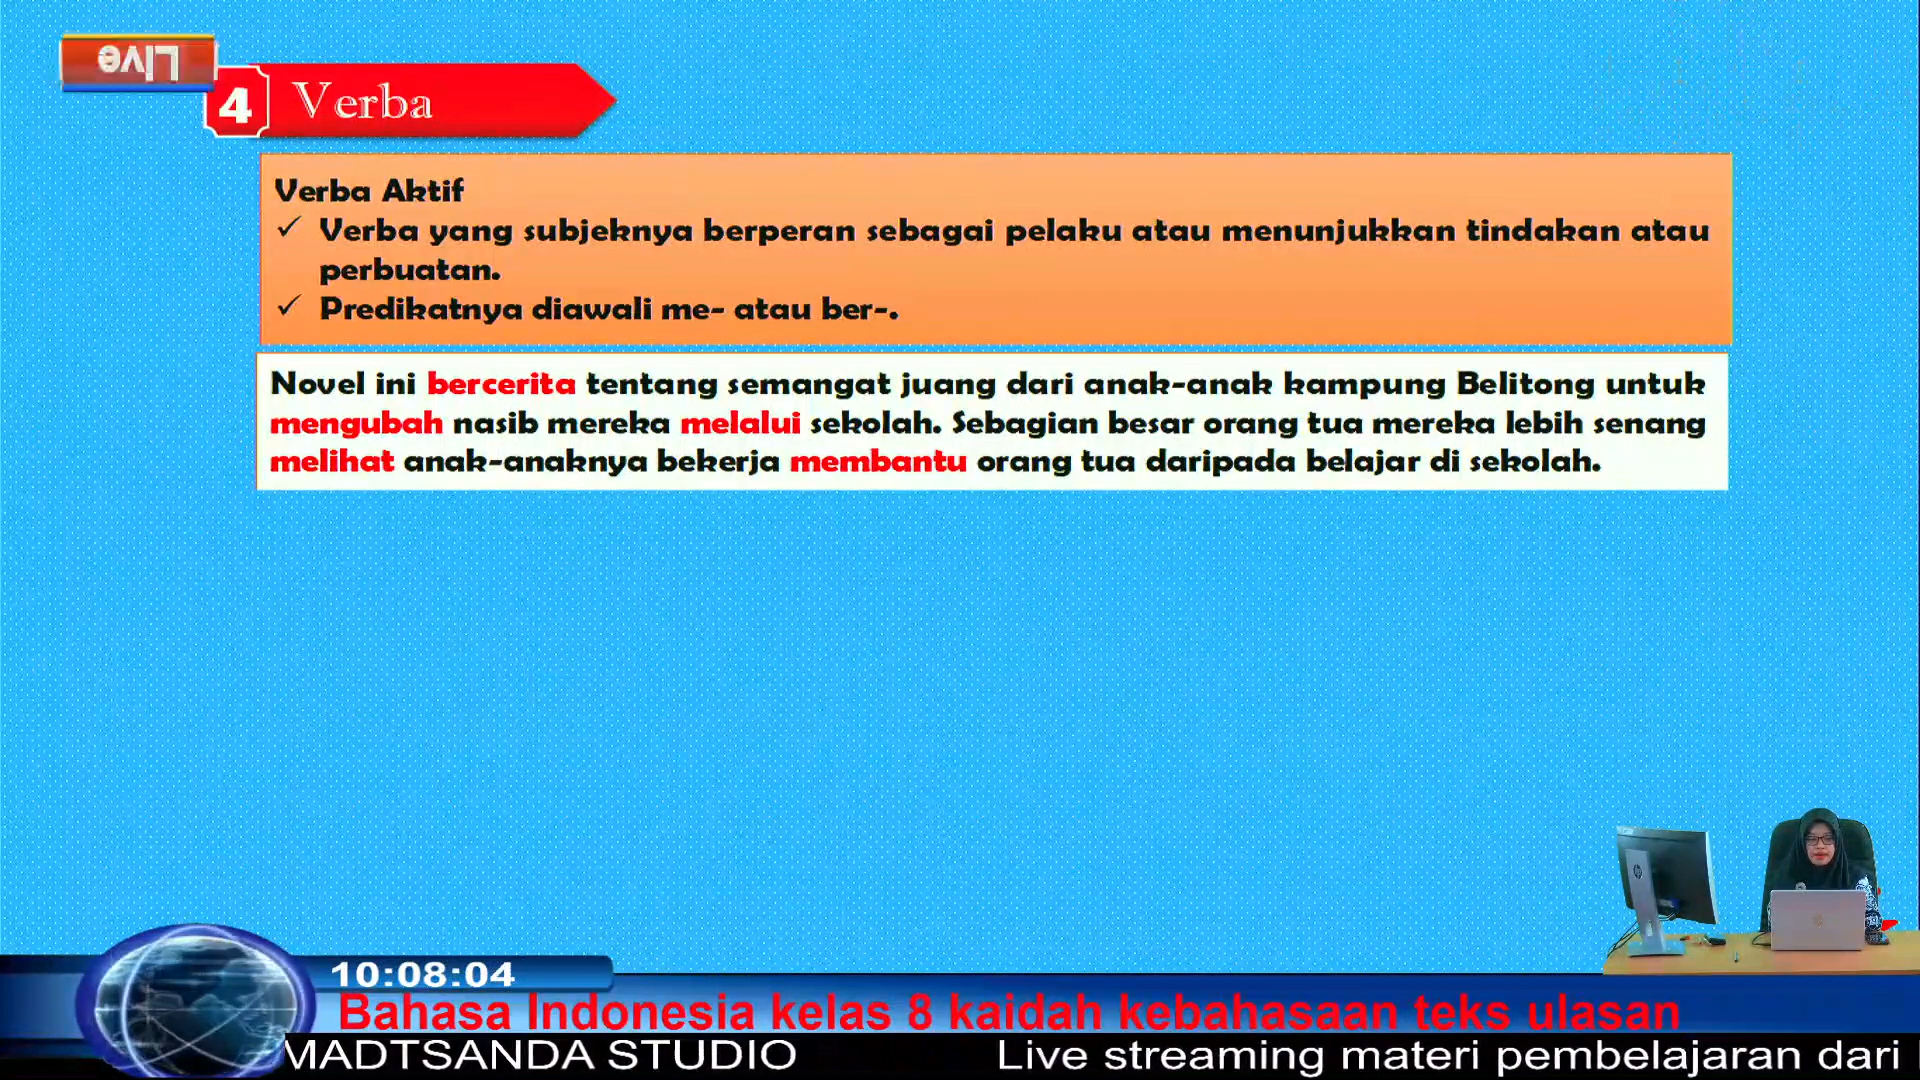 Live
4 Verba
Verba Aktif
✓ Verba yang subjeknya berperan sebagai pelaku atau menunjukkan tindakan atau
perbuatan.
✓ Predikatnya diawali me- atau ber-.
Novel ini bercerita tentang semangat juang dari anak-anak kampung Belitong untuk
mengubah nasib mereka melalui sekolah. Sebagian besar orang tua mereka lebih senang
melihat anak-anaknya bekerja membantu orang tua daripada belajar di sekolah.
10:08:04
Bahasa Indonesia kelas 8 kaidah kebahasaan teks ulasan
MADTSANDA STUDIO Live streaming materi pembelajaran dari